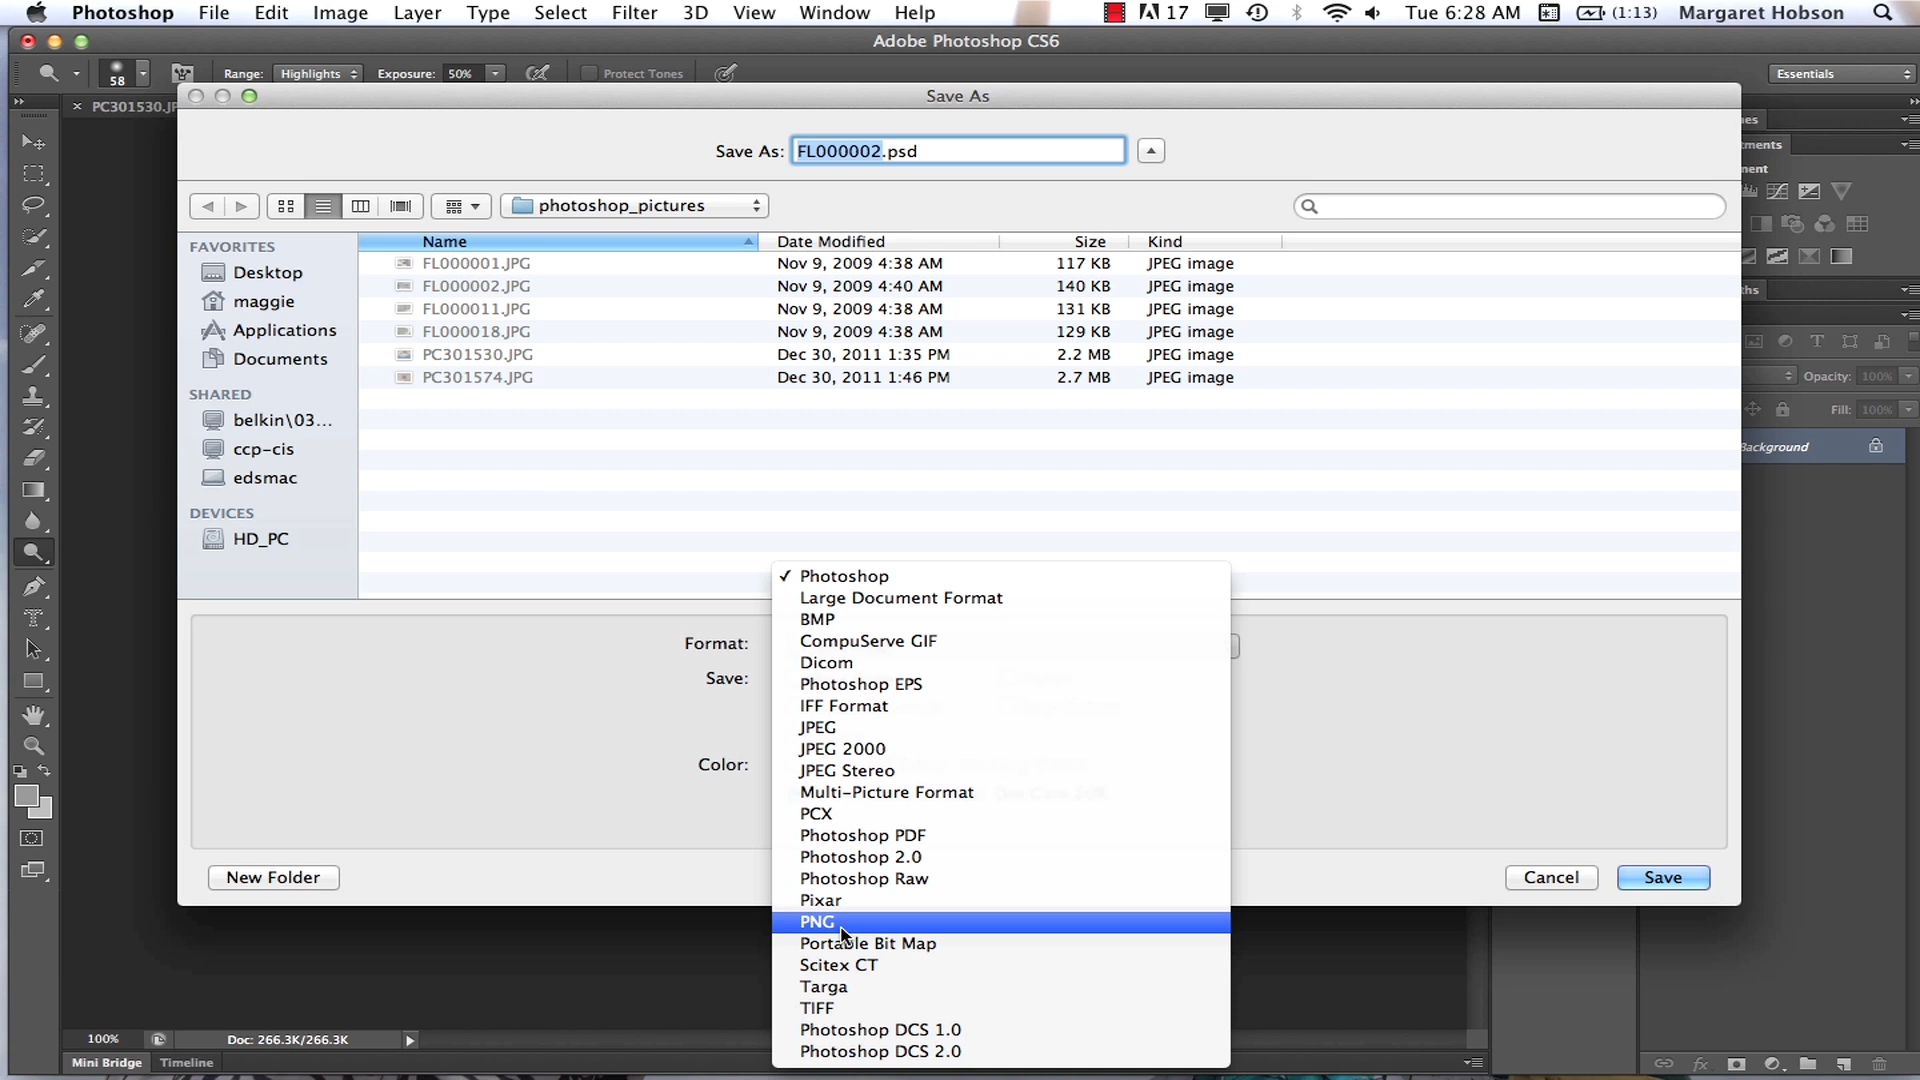 Photoshop File Edit Image Layer Type Select Filter 3D View Window Help 17 Tue 6:28 AM (1:13) Margaret Hobson
Adobe Photoshop CS6
58 Range: Highlights Exposure: 50% Protect Tones Essentials
PC301530.JP
Save As
Save As: FL000002.psd
photoshop_pictures
FAVORITES
Desktop
maggie
Applications
Documents
SHARED
belkin\03...
ccp-cis
edsmac
DEVICES
HD_PC
Name Date Modified Size Kind
FL000001.JPG Nov 9, 2009 4:38 AM 117 KB JPEG image
FL000002.JPG Nov 9, 2009 4:40 AM 140 KB JPEG image
FL000011.JPG Nov 9, 2009 4:38 AM 131 KB JPEG image
FL000018.JPG Nov 9, 2009 4:38 AM 129 KB JPEG image
PC301530.JPG Dec 30, 2011 1:35 PM 2.2 MB JPEG image
PC301574.JPG Dec 30, 2011 1:46 PM 2.7 MB JPEG image
Format:
Save:
Color:
Photoshop
Large Document Format
BMP
CompuServe GIF
Dicom
Photoshop EPS
IFF Format
JPEG
JPEG 2000
JPEG Stereo
Multi-Picture Format
PCX
Photoshop PDF
Photoshop 2.0
Photoshop Raw
Pixar
PNG
Portable Bit Map
Scitex CT
Targa
TIFF
Photoshop DCS 1.0
Photoshop DCS 2.0
New Folder Cancel Save
Opacity: 100%
Fill: 100%
Background
100% Doc: 266.3K/266.3K
Mini Bridge Timeline